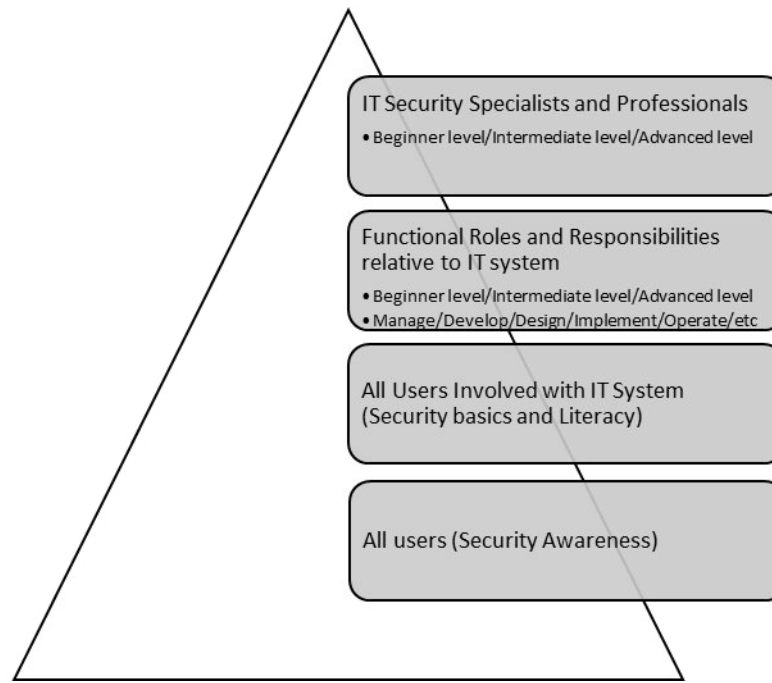 IT Security Specialists and Professionals
• Beginner level/Intermediate level/Advanced level
Functional Roles and Responsibilities
relative to IT system
• Beginner level/Intermediate level/Advanced level
• Manage/Develop/Design/Implement/Operate/etc
All Users Involved with IT System
(Security basics and Literacy)
All users (Security Awareness)